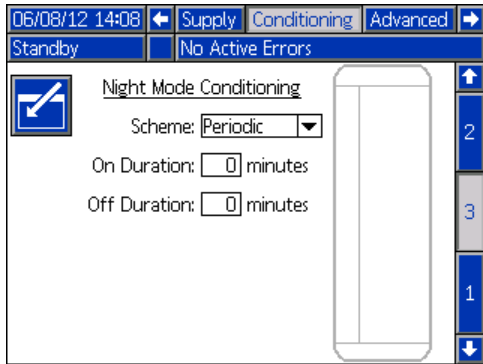 06/08/12 14:08 Supply Conditioning Advanced
Standby No Active Errors
Night Mode Conditioning
Scheme: Periodic
2
On Duration: 0 minutes
Off Duration: 0 minutes
3
1